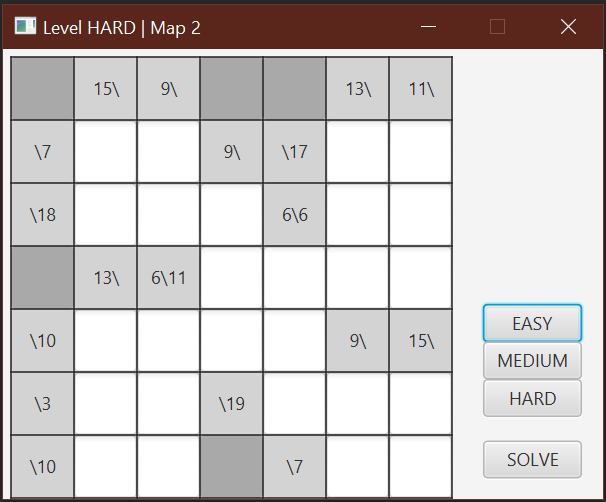 Level HARD | Map 2
15\ 9\ 13\ 11\
\7 9\ \17
\18 6\6
13\ 6\11
EASY
\10 9\ 15\
MEDIUM
\3 \19
HARD
\10 \7
SOLVE